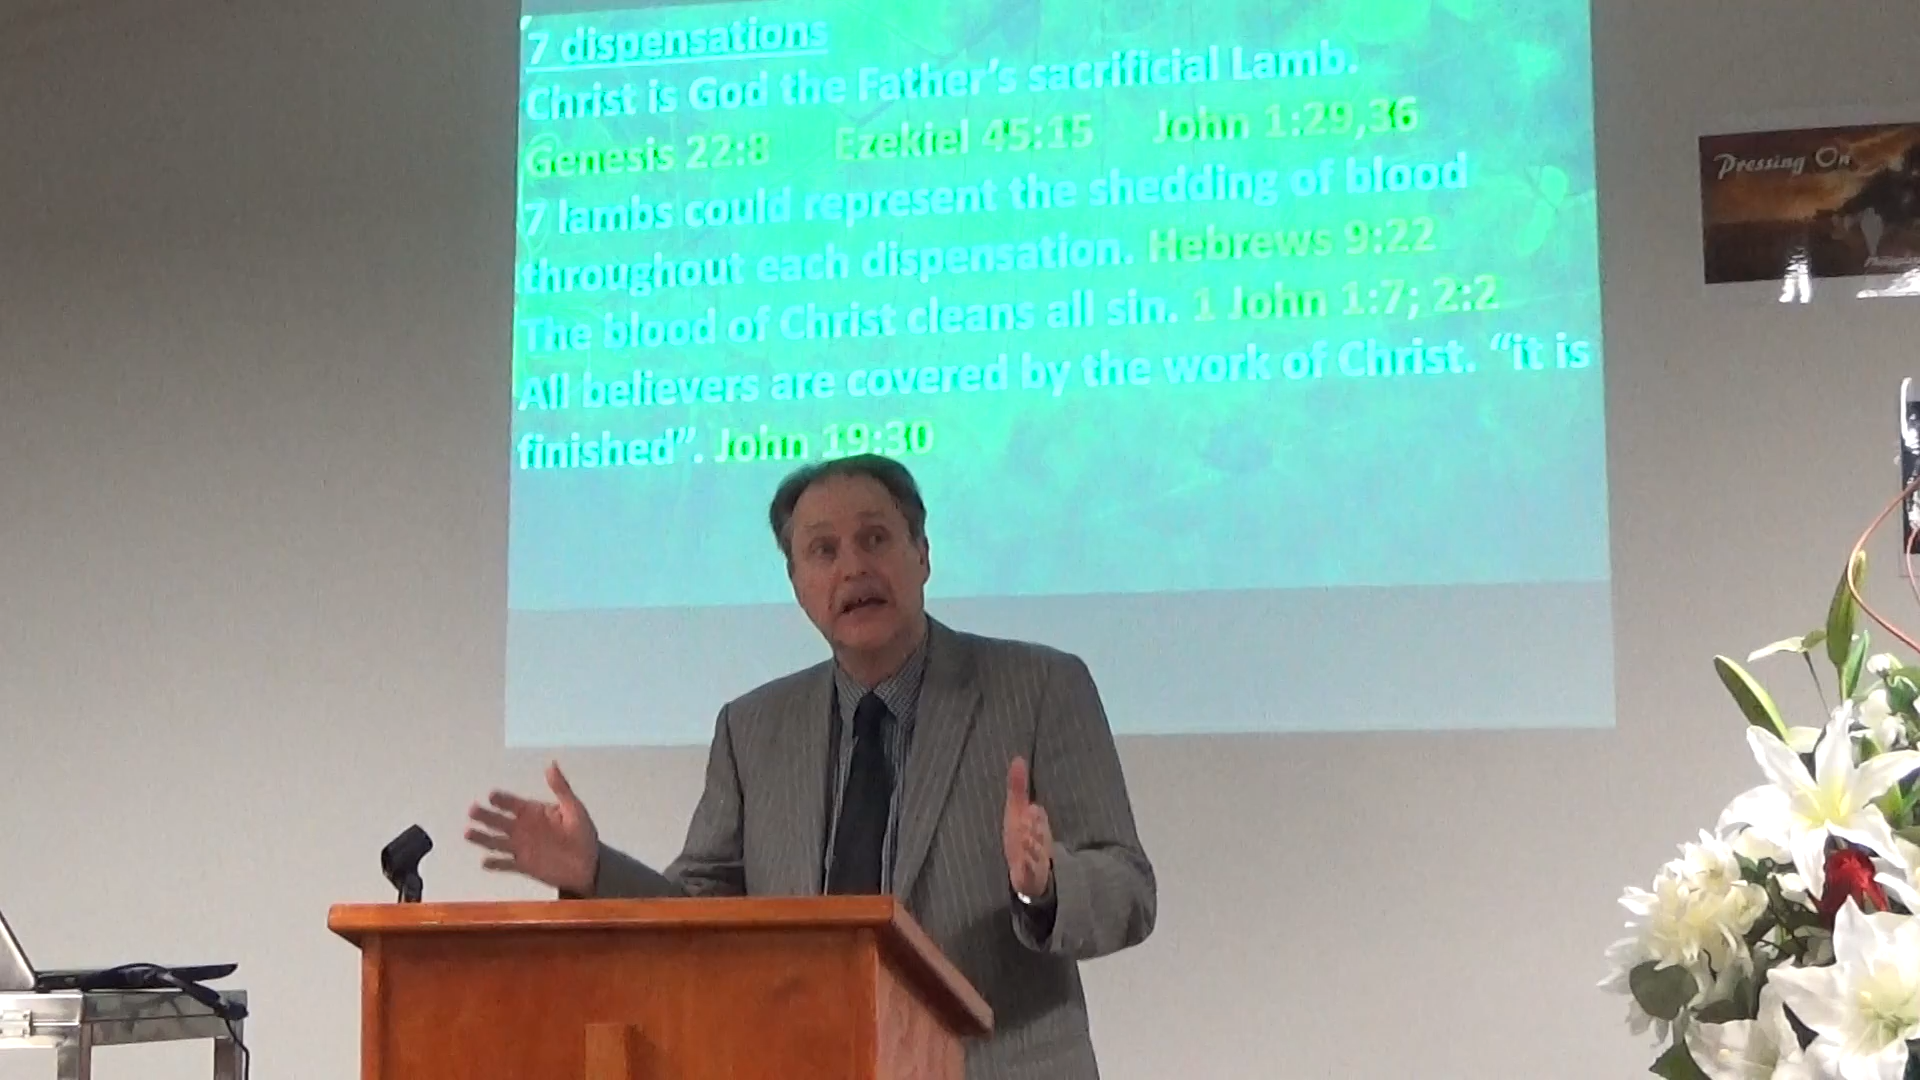 7 dispensations
Christ is God the Father's sacrificial Lamb.
Genesis 22:8 Ezekiel 45:15 John 1:29,36
7 lambs could represent the shedding of blood
throughout each dispensation. Hebrews 9:22
The blood of Christ cleans all sin. 1 John 1:7; 2:2
All believers are covered by the work of Christ. “it is
finished”. John 19:30
Pressing On